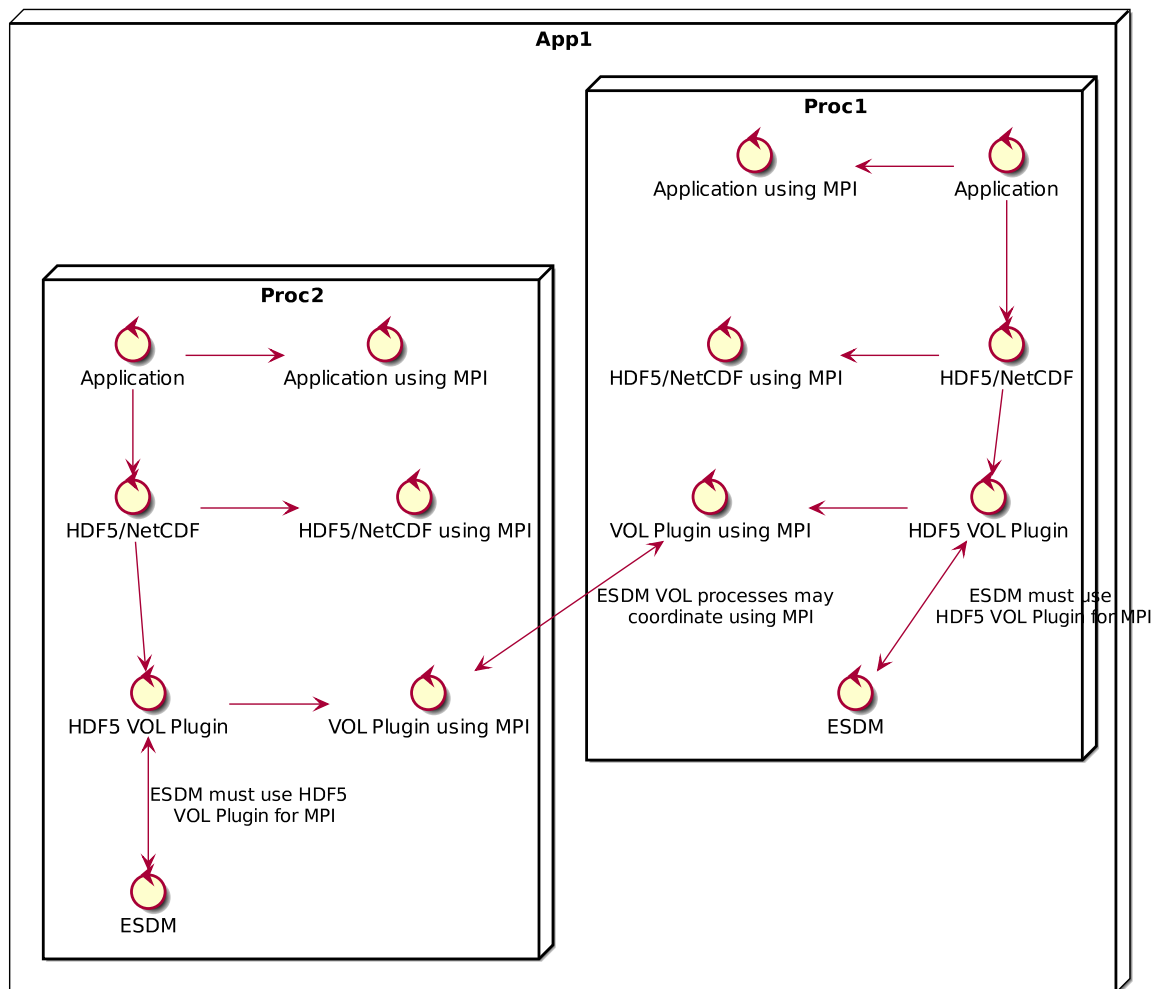 App1
Proc1
Application using MPI
Application
HDF5/NetCDF using MPI
HDF5/NetCDF
VOL Plugin using MPI
HDF5 VOL Plugin
ESDM VOL processes may
coordinate using MPI
ESDM must use
HDF5 VOL Plugin for MPI
ESDM
Proc2
Application
Application using MPI
HDF5/NetCDF
HDF5/NetCDF using MPI
HDF5 VOL Plugin
VOL Plugin using MPI
ESDM must use HDF5
VOL Plugin for MPI
ESDM